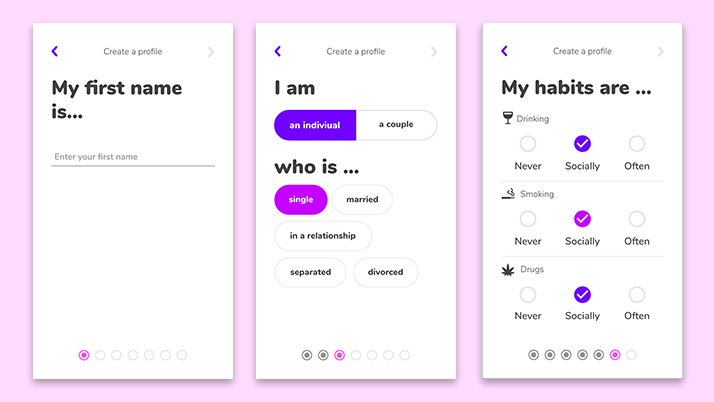 Create a profile
My first name
is...
Enter your first name
Create a profile
I am
an indiviual a couple
who is ...
single married
in a relationship
separated divorced
Create a profile
My habits are ...
Drinking
Never Socially Often
Smoking
Never Socially Often
Drugs
Never Socially Often